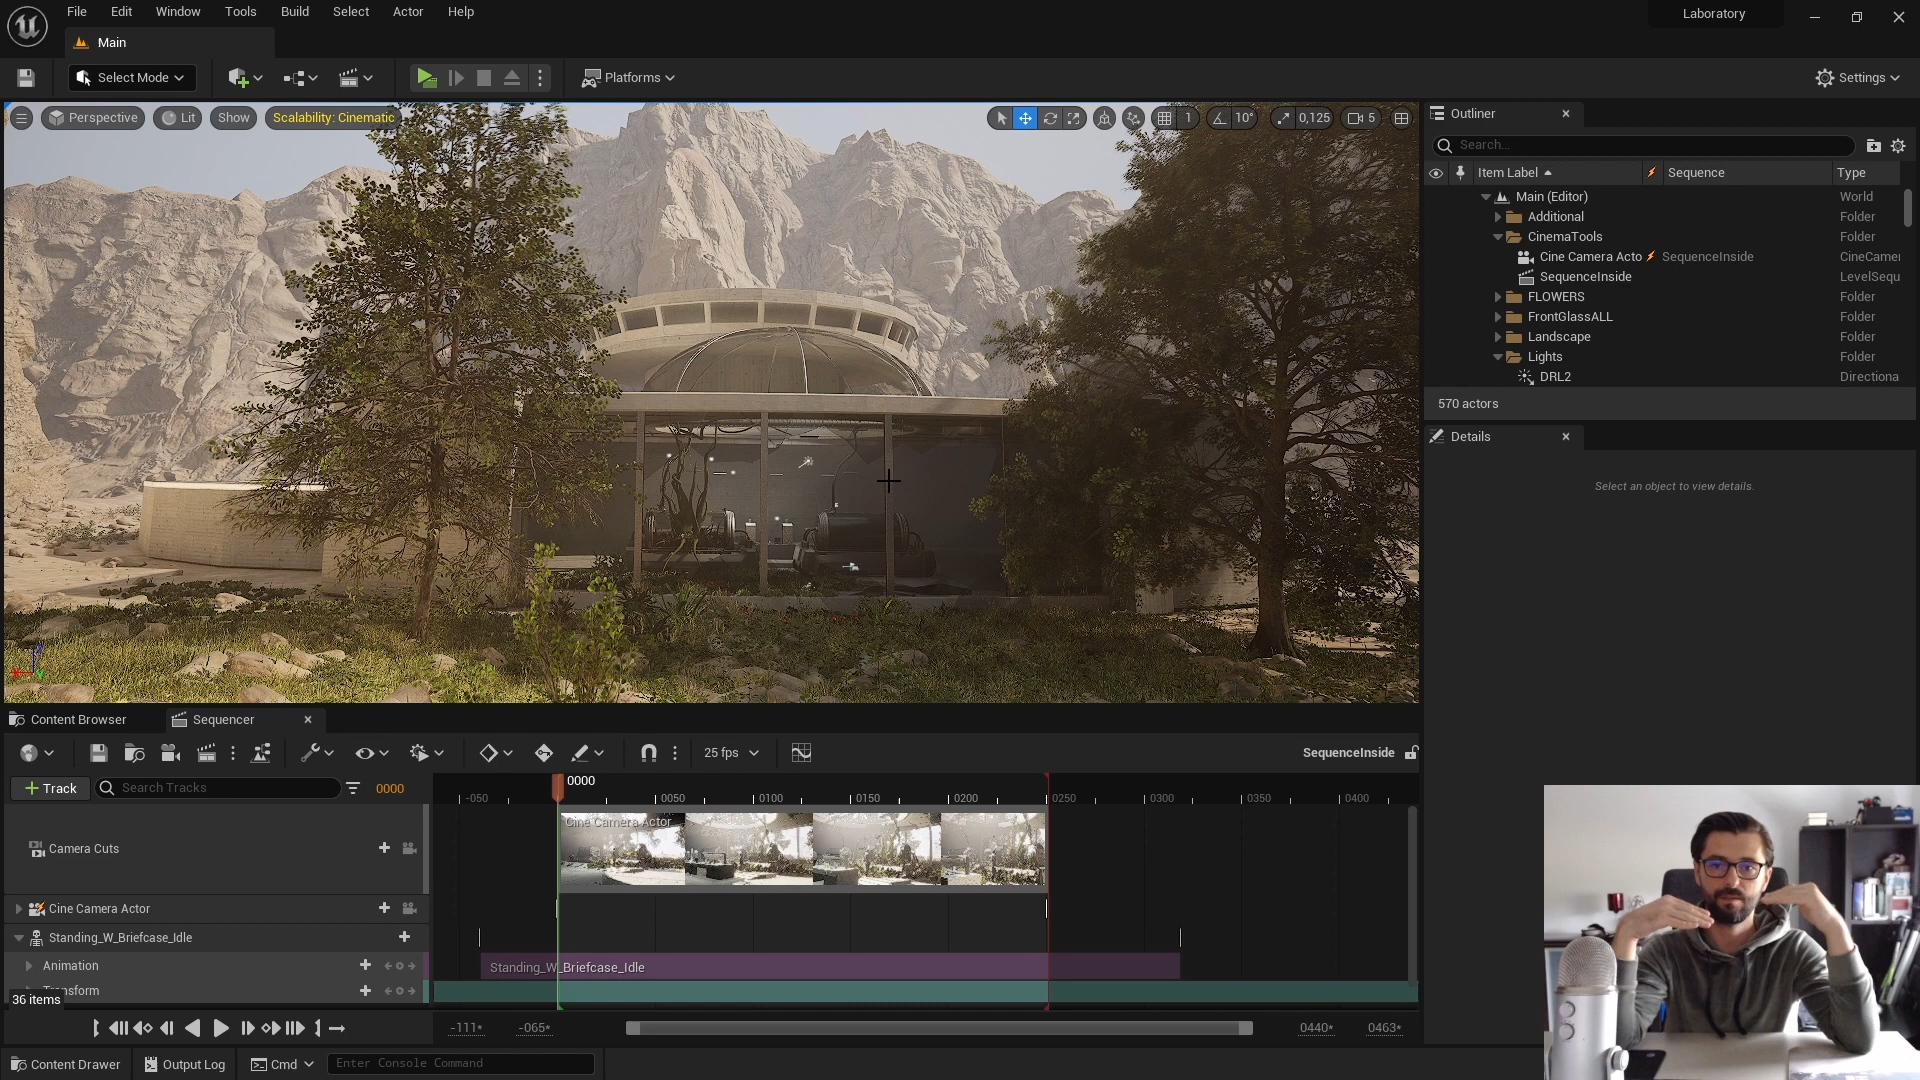 File Edit Window Tools Build Select Actor Help
Laboratory
Main
Select Mode
Platforms
Settings
Perspective Lit Show Scalability: Cinematic
1 10° 0,125 5
Outliner
Search...
Item Label Sequence Type
Main (Editor) World
Additional Folder
CinemaTools Folder
Cine Camera Acto SequenceInside CineCamer
SequenceInside LevelSequ
FLOWERS Folder
FrontGlassALL Folder
Landscape Folder
Lights Folder
DRL2 Directiona
570 actors
Details
Select an object to view details.
Content Browser Sequencer
25 fps SequenceInside
+ Track Search Tracks 0000
0000
-050 0050 0100 0150 0200 0250 0300 0350 0400
Camera Cuts
Cine Camera Actor
Cine Camera Actor
Standing_W_Briefcase_Idle
Animation
Standing_W_Briefcase_Idle
Transform
36 items
-111* -065* 0440* 0463*
Content Drawer Output Log Cmd Enter Console Command